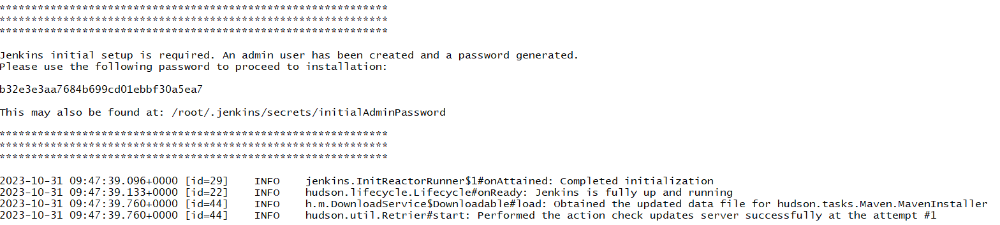 *************************************************************
*************************************************************
*************************************************************
Jenkins initial setup is required. An admin user has been created and a password generated.
Please use the following password to proceed to installation:
b32e3e3aa7684b699cd01ebbf30a5ea7
This may also be found at: /root/.jenkins/secrets/initialAdminPassword
*************************************************************
*************************************************************
*************************************************************
2023-10-31 09:47:39.096+0000 [id=29]    INFO    jenkins.InitReactorRunner$1#onAttained: Completed initialization
2023-10-31 09:47:39.133+0000 [id=22]    INFO    hudson.lifecycle.Lifecycle#onReady: Jenkins is fully up and running
2023-10-31 09:47:39.760+0000 [id=44]    INFO    h.m.DownloadService$Downloadable#load: Obtained the updated data file for hudson.tasks.Maven.MavenInstaller
2023-10-31 09:47:39.760+0000 [id=44]    INFO    hudson.util.Retrier#start: Performed the action check updates server successfully at the attempt #1